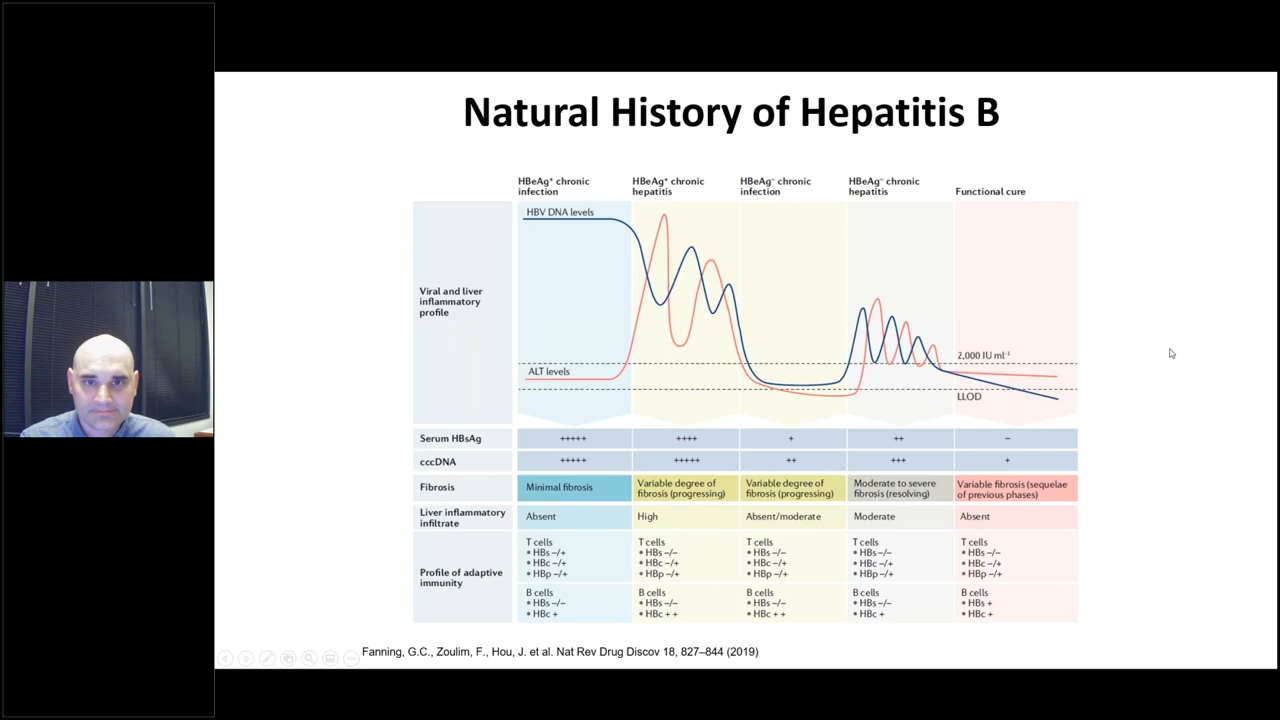 Natural History of Hepatitis B
HBeAg⁺ chronic
infection
HBeAg⁺ chronic
hepatitis
HBeAg⁻ chronic
infection
HBeAg⁻ chronic
hepatitis
Functional cure
Viral and liver
inflammatory
profile
HBV DNA levels
ALT levels
2,000 IU ml⁻¹
LLOD
Serum HBsAg
+++++
++++
+
++
–
cccDNA
+++++
+++++
++
+++
+
Fibrosis
Minimal fibrosis
Variable degree of
fibrosis (progressing)
Variable degree of
fibrosis (progressing)
Moderate to severe
fibrosis (resolving)
Variable fibrosis (sequelae
of previous phases)
Liver inflammatory
infiltrate
Absent
High
Absent/moderate
Moderate
Absent
Profile of adaptive
immunity
T cells
• HBs –/+
• HBc –/+
• HBp –/+
T cells
• HBs –/–
• HBc –/+
• HBp –/+
T cells
• HBs –/–
• HBc –/+
• HBp –/+
T cells
• HBs –/–
• HBc –/+
• HBp –/+
T cells
• HBs –/–
• HBc –/+
• HBp –/+
B cells
• HBs –/–
• HBc +
B cells
• HBs –/–
• HBc + +
B cells
• HBs –/–
• HBc + +
B cells
• HBs –/–
• HBc +
B cells
• HBs +
• HBc +
Fanning, G.C., Zoulim, F., Hou, J. et al. Nat Rev Drug Discov 18, 827–844 (2019)